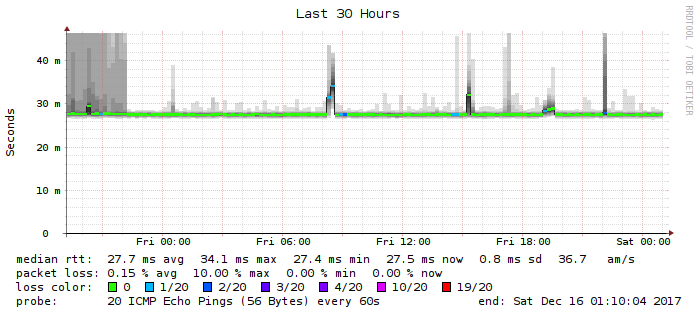 Last 30 Hours
RRDTOOL / TOBI OETIKER
Seconds
40 m
30 m
20 m
10 m
0
Fri 00:00 Fri 06:00 Fri 12:00 Fri 18:00 Sat 00:00
median rtt: 27.7 ms avg 34.1 ms max 27.4 ms min 27.5 ms now 0.8 ms sd 36.7 am/s
packet loss: 0.15 % avg 10.00 % max 0.00 % min 0.00 % now
loss color: 0 1/20 2/20 3/20 4/20 10/20 19/20
probe: 20 ICMP Echo Pings (56 Bytes) every 60s end: Sat Dec 16 01:10:04 2017